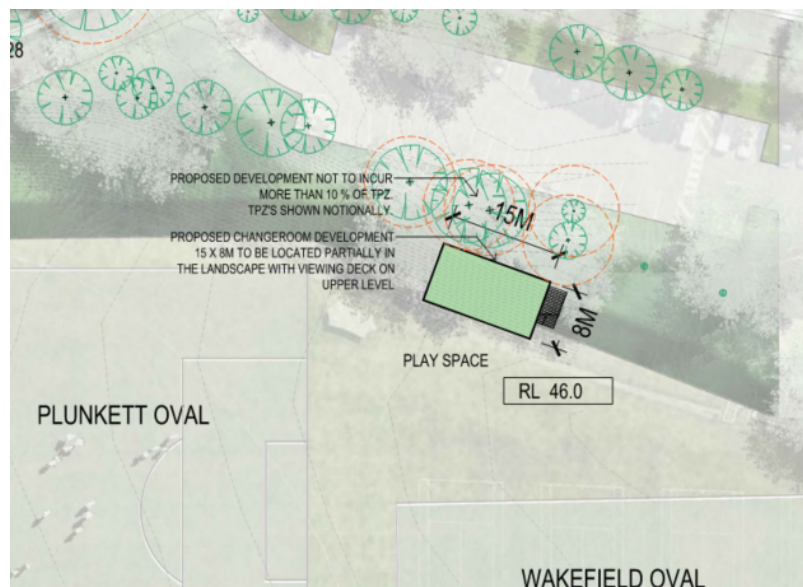 28
PROPOSED DEVELOPMENT NOT TO INCUR
MORE THAN 10 % OF TPZ.
TPZ'S SHOWN NOTIONALLY.
15M
PROPOSED CHANGEROOM DEVELOPMENT
15 X 8M TO BE LOCATED PARTIALLY IN
THE LANDSCAPE WITH VIEWING DECK ON
UPPER LEVEL
8M
PLAY SPACE
RL 46.0
PLUNKETT OVAL
WAKEFIELD OVAL